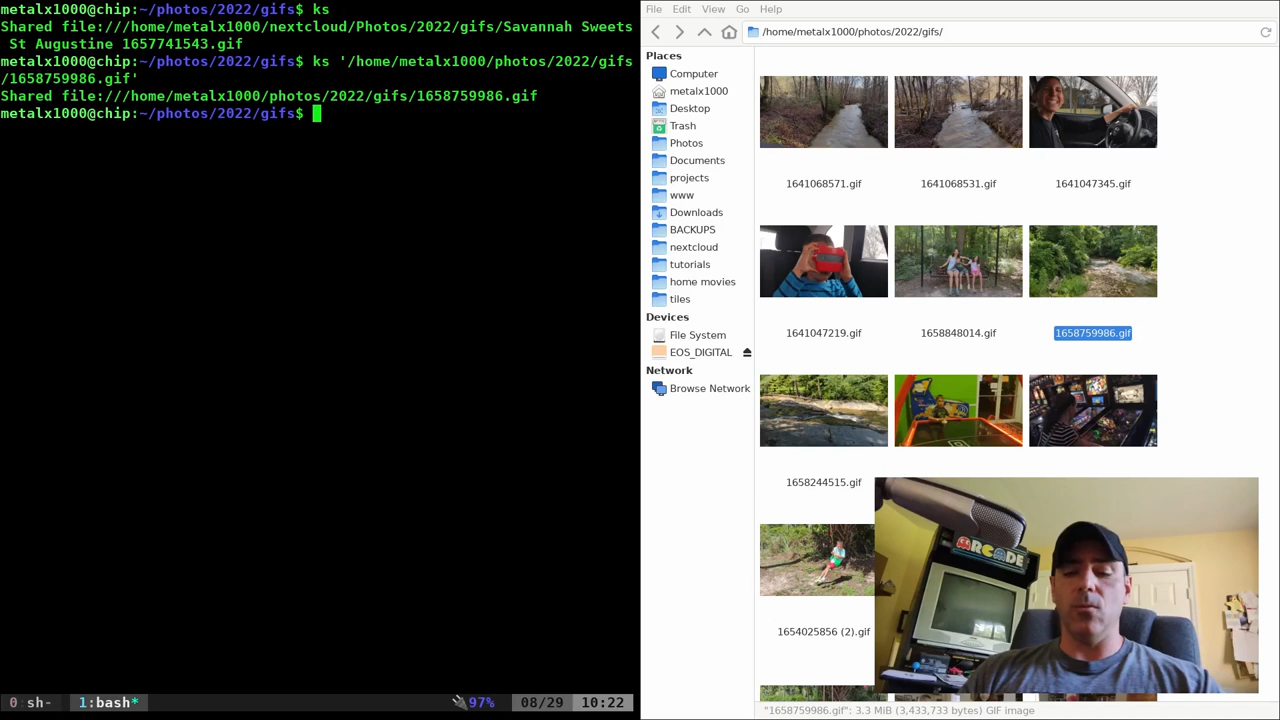 metalx1000@chip:~/photos/2022/gifs$ ks
Shared file:///home/metalx1000/nextcloud/Photos/2022/gifs/Savannah Sweets
 St Augustine 1657741543.gif
metalx1000@chip:~/photos/2022/gifs$ ks '/home/metalx1000/photos/2022/gifs
/1658759986.gif'
Shared file:///home/metalx1000/photos/2022/gifs/1658759986.gif
metalx1000@chip:~/photos/2022/gifs$
0 sh- 1:bash* 97% 08/29 10:22
File Edit View Go Help
/home/metalx1000/photos/2022/gifs/
Places
Computer
metalx1000
Desktop
Trash
Photos
Documents
projects
www
Downloads
BACKUPS
nextcloud
tutorials
home movies
tiles
Devices
File System
EOS_DIGITAL
Network
Browse Network
1641068571.gif 1641068531.gif 1641047345.gif
1641047219.gif 1658848014.gif 1658759986.gif
1658244515.gif
1654025856 (2).gif
ARCADE
"1658759986.gif": 3.3 MiB (3,433,733 bytes) GIF image